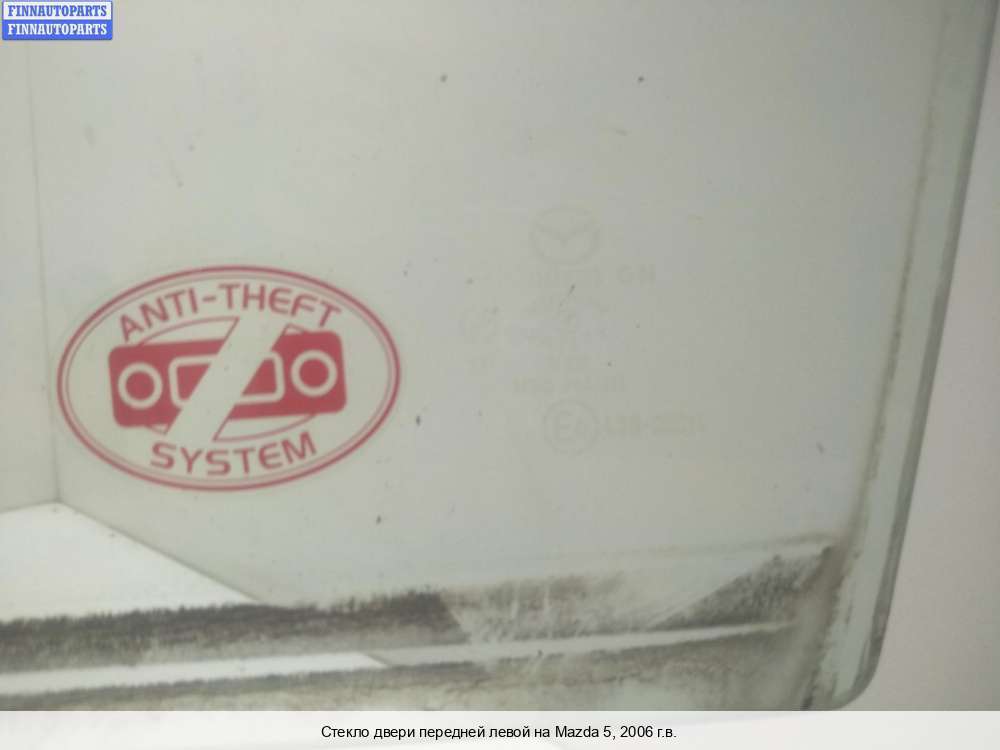 FINNAUTOPARTS
FINNAUTOPARTS
ANTI-THEFT
SYSTEM
Стекло двери передней левой на Mazda 5, 2006 г.в.